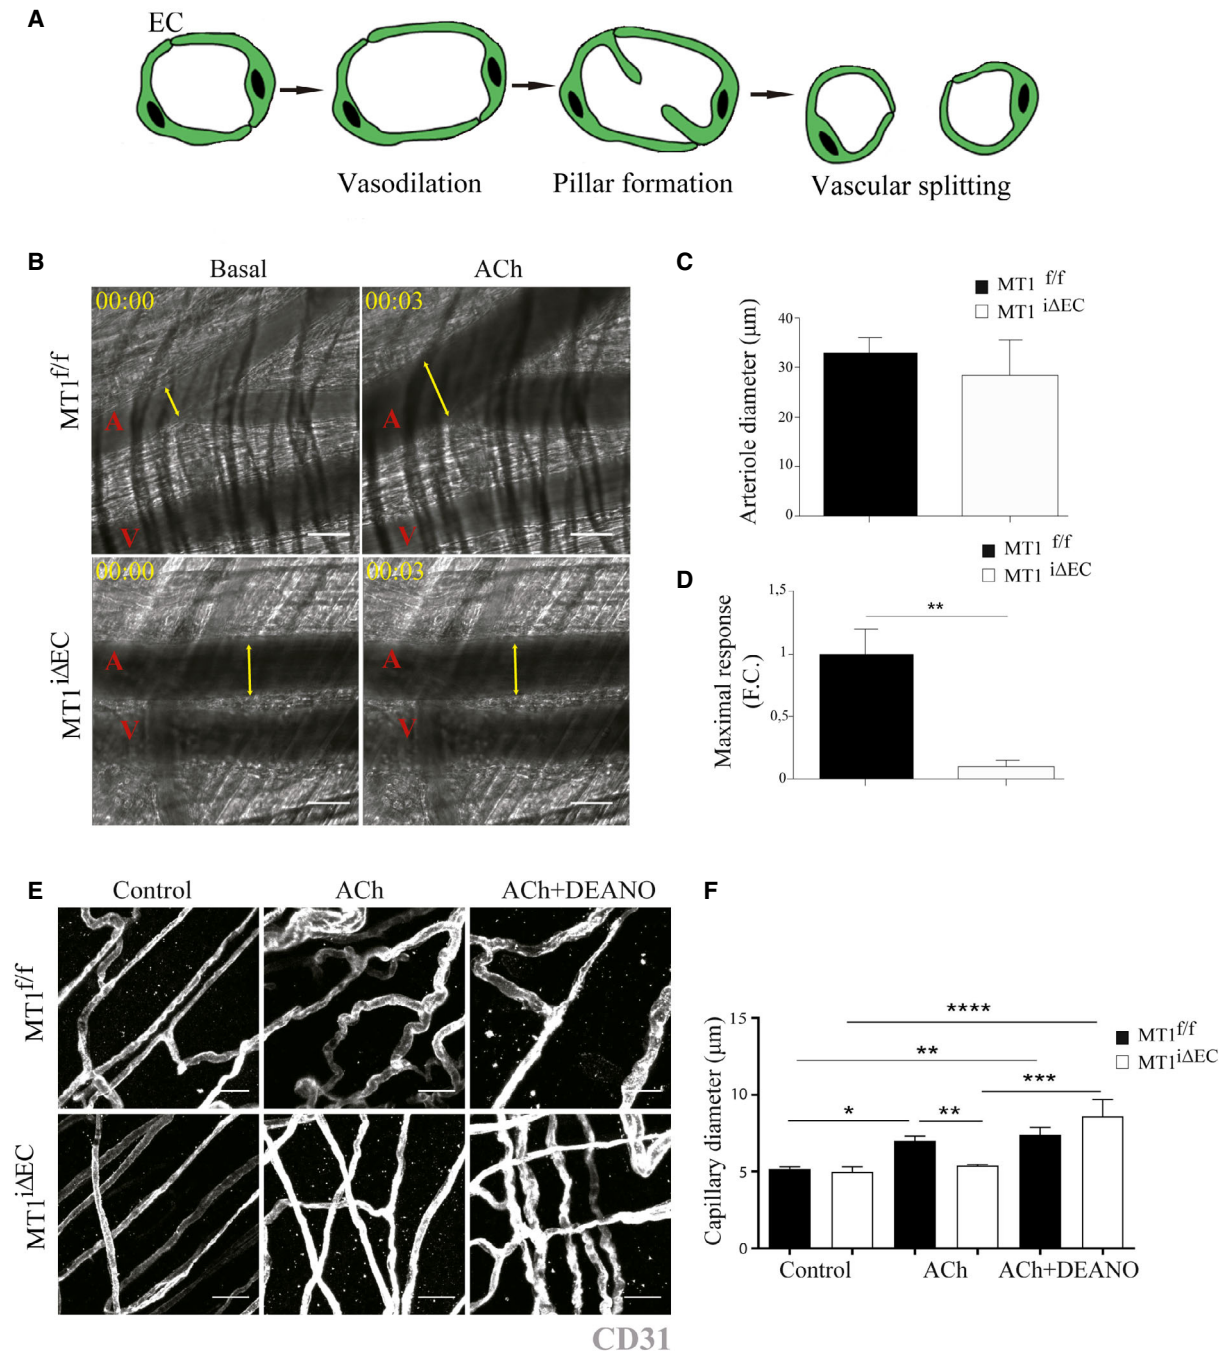 A
EC
Vasodilation
Pillar formation
Vascular splitting
B
Basal
ACh
MT1 f/f
00:00
00:03
A
A
V
V
MT1 iΔEC
00:00
00:03
A
A
V
V
C
MT1 f/f
MT1 iΔEC
Arteriole diameter (μm)
40
30
20
10
0
D
MT1 f/f
MT1 iΔEC
Maximal response
(F.C.)
1,5
1
0,5
0
**
E
Control
ACh
ACh+DEANO
MT1f/f
MT1iΔEC
CD31
F
MT1f/f
MT1iΔEC
Capillary diameter (μm)
15
10
5
0
****
**
***
*
**
Control
ACh
ACh+DEANO